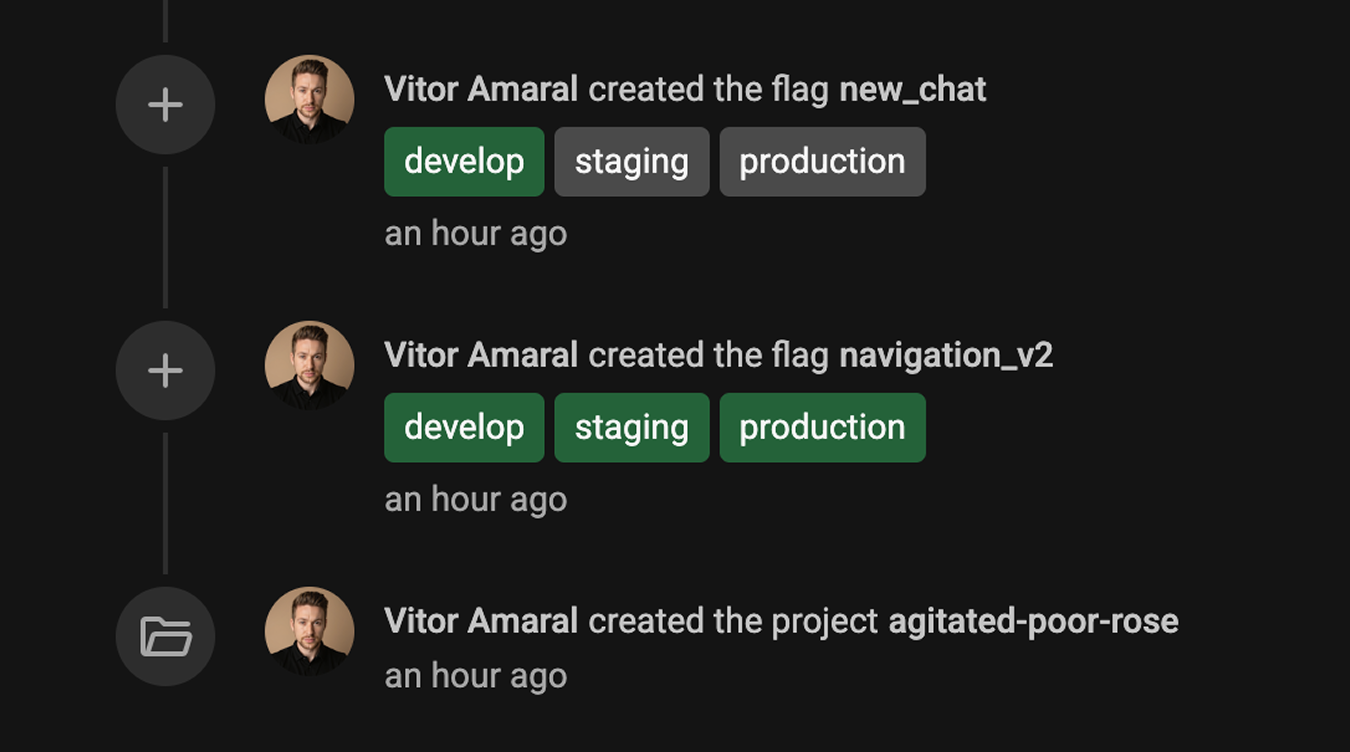 Vitor Amaral created the flag new_chat
develop staging production
an hour ago
Vitor Amaral created the flag navigation_v2
develop staging production
an hour ago
Vitor Amaral created the project agitated-poor-rose
an hour ago